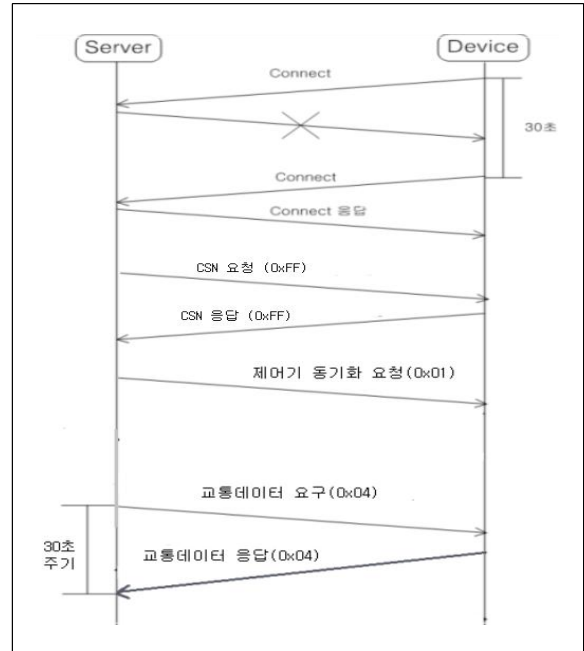 Server
Device
Connect
30초
Connect
Connect 응답
CSN 요청 (0xFF)
CSN 응답 (0xFF)
제어기 동기화 요청(0x01)
교통데이터 요구(0x04)
30초
주기
교통데이터 응답(0x04)